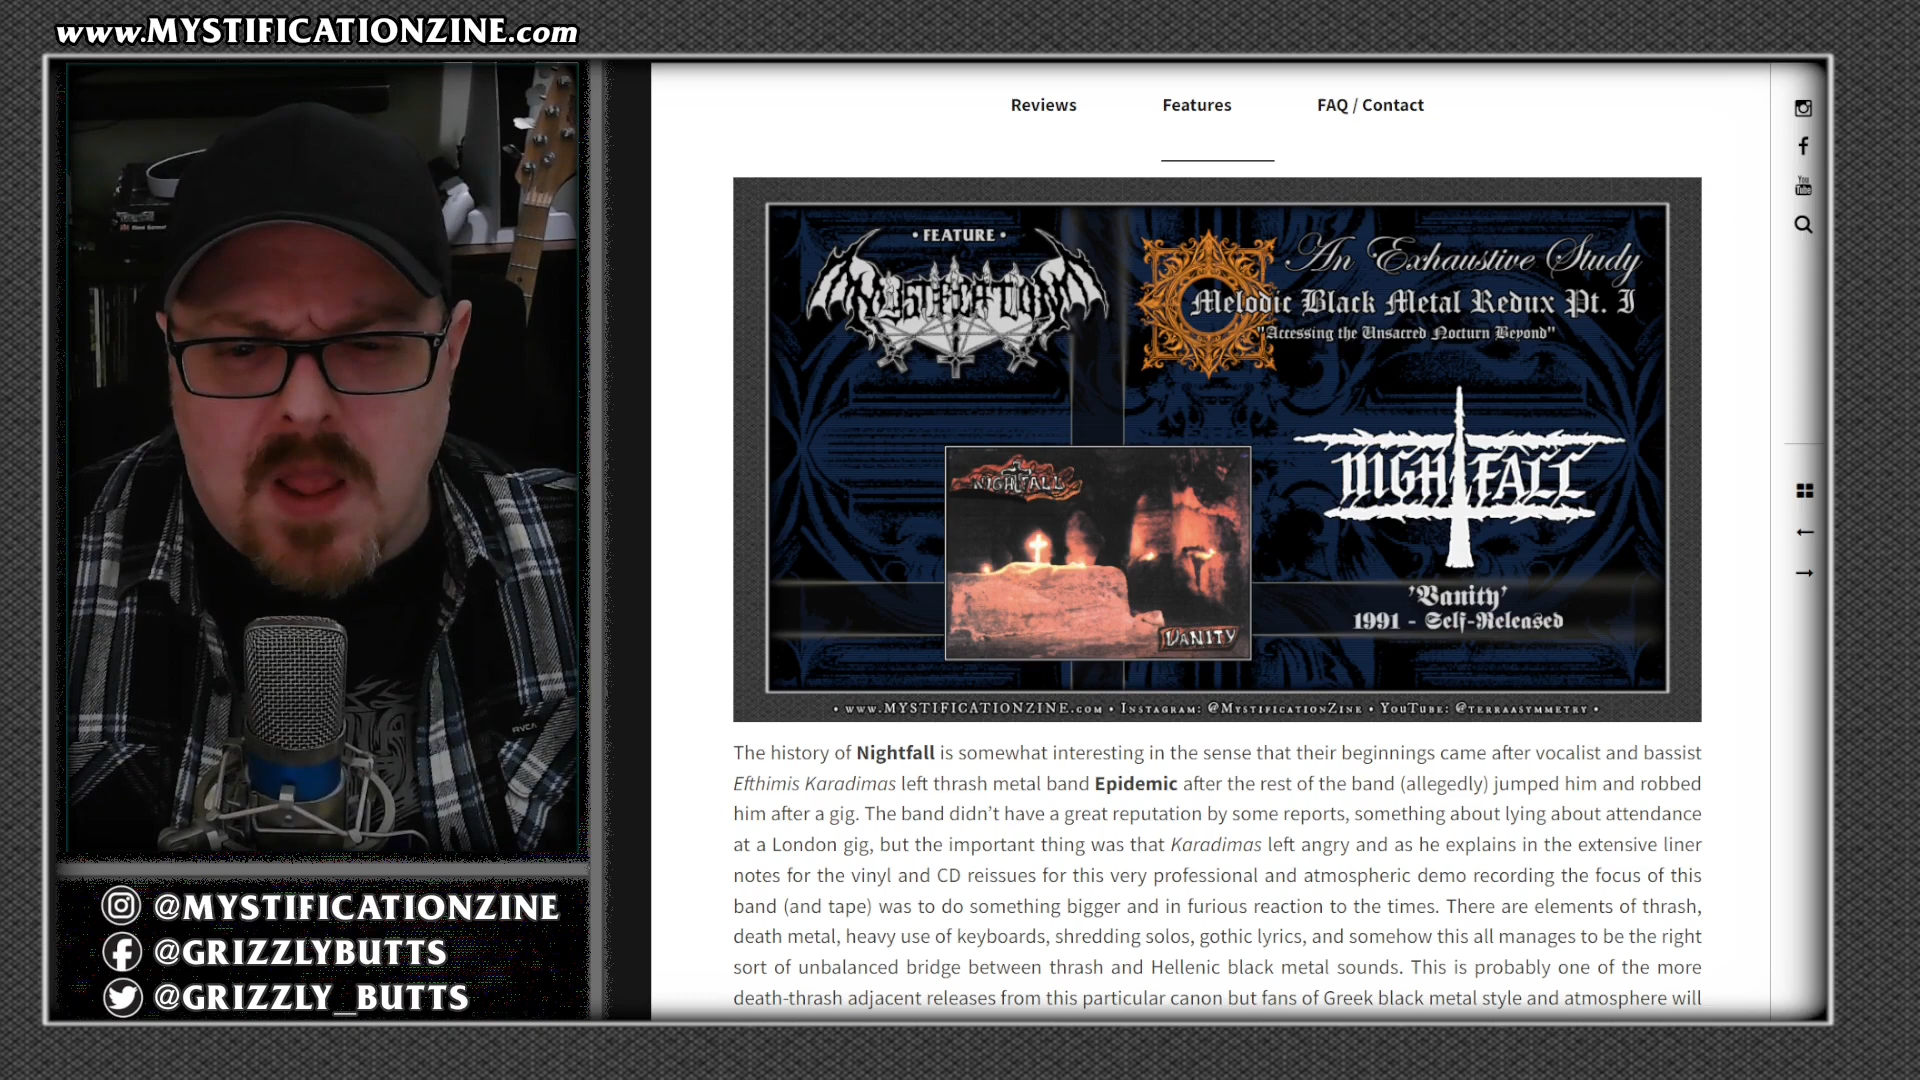 www.MYSTIFICATIONZINE.com
Reviews
Features
FAQ / Contact
• FEATURE •
MYSTIFICATION
An Exhaustive Study
Melodic Black Metal Redux Pt. I
"Accessing the Unsacred Nocturn Beyond"
NIGHTFALL
NIGHTFALL
VANITY
'Vanity'
1991 - Self-Released
• www.MYSTIFICATIONZINE.com • Instagram: @MystificationZine • YouTube: @terraasymmetry •
The history of Nightfall is somewhat interesting in the sense that their beginnings came after vocalist and bassist
Efthimis Karadimas left thrash metal band Epidemic after the rest of the band (allegedly) jumped him and robbed
him after a gig. The band didn't have a great reputation by some reports, something about lying about attendance
at a London gig, but the important thing was that Karadimas left angry and as he explains in the extensive liner
notes for the vinyl and CD reissues for this very professional and atmospheric demo recording the focus of this
band (and tape) was to do something bigger and in furious reaction to the times. There are elements of thrash,
death metal, heavy use of keyboards, shredding solos, gothic lyrics, and somehow this all manages to be the right
sort of unbalanced bridge between thrash and Hellenic black metal sounds. This is probably one of the more
death-thrash adjacent releases from this particular canon but fans of Greek black metal style and atmosphere will
You
Tube
RVCA
@MYSTIFICATIONZINE
@GRIZZLYBUTTS
@GRIZZLY_BUTTS